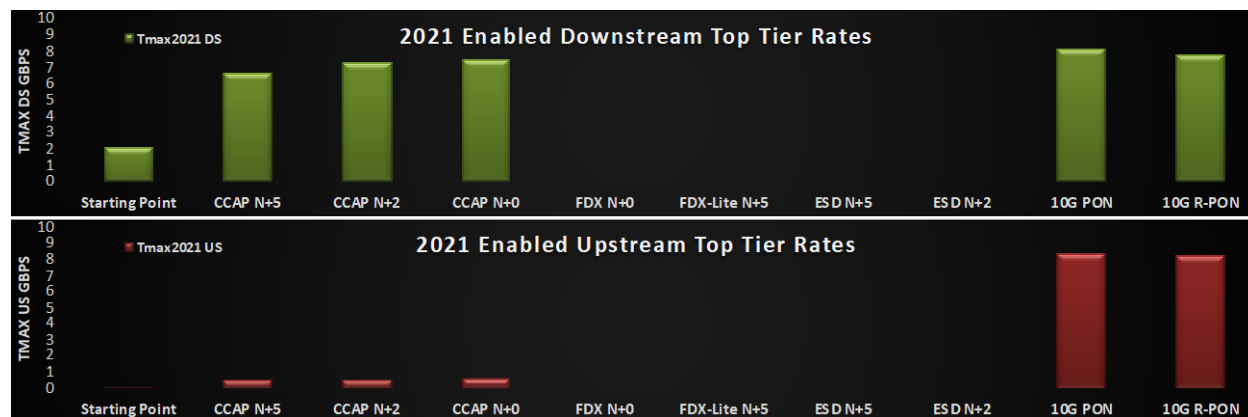 2021 Enabled Downstream Top Tier Rates
Tmax2021 DS
TMAX DS GBPS
10
9
8
7
6
5
4
3
2
1
0
Starting Point CCAP N+5 CCAP N+2 CCAP N+0 FDX N+0 FDX-Lite N+5 ESD N+5 ESD N+2 10G PON 10G R-PON
2021 Enabled Upstream Top Tier Rates
Tmax2021 US
TMAX US GBPS
10
9
8
7
6
5
4
3
2
1
0
Starting Point CCAP N+5 CCAP N+2 CCAP N+0 FDX N+0 FDX-Lite N+5 ESD N+5 ESD N+2 10G PON 10G R-PON